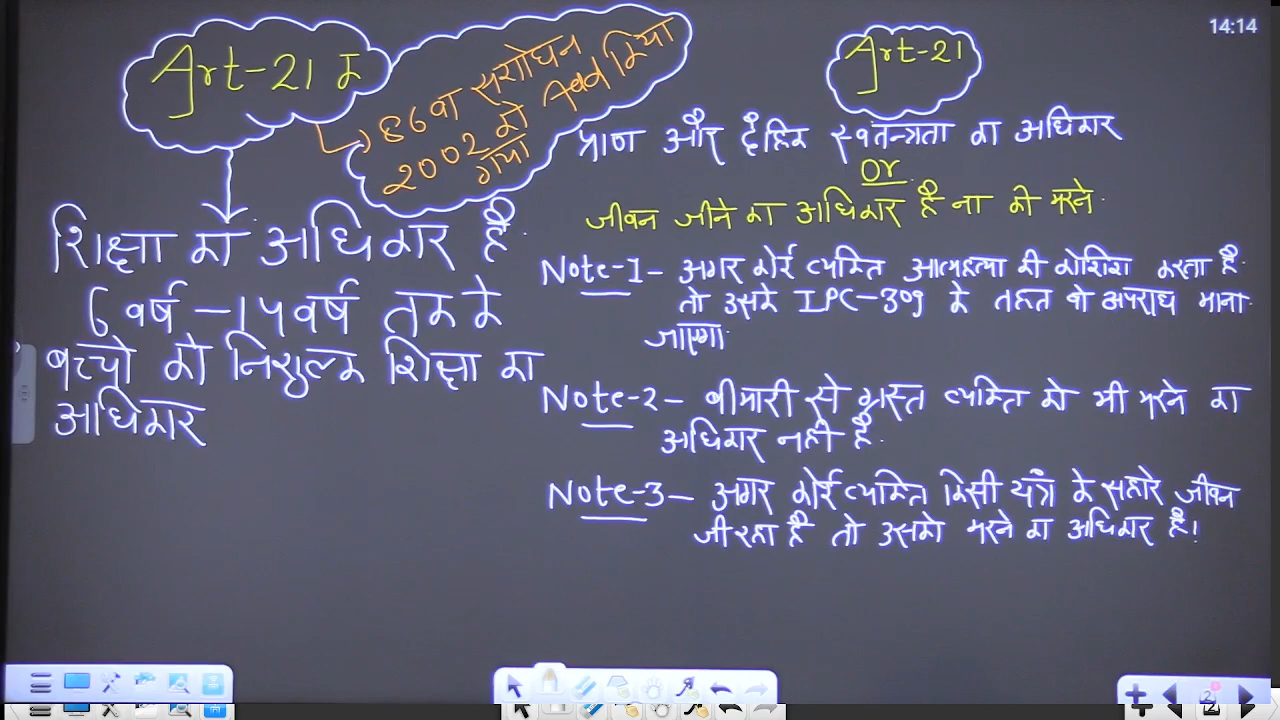 Art-21 क
86वा संशोधन
2002 को Add किया
गया
शिक्षा का अधिकार है
6 वर्ष – 14 वर्ष तक के
बच्चो को निशुल्क शिक्षा का
अधिकार
14:14
Art-21
प्राण और दैहिक स्वतन्त्रता का अधिकार
or
जीवन जीने का अधिकार है ना की मरने
Note-1– अगर कोई व्यक्ति आत्महत्या की कोशिश करता है
तो उसके IPC-309 के तहत वो अपराध माना
जाएगा
Note-2– बीमारी से ग्रस्त व्यक्ति को भी मरने का
अधिकार नही है
Note-3– अगर कोई व्यक्ति किसी यंत्र के सहारे जीवन
जी रहा है तो उसको मरने का अधिकार है!
2